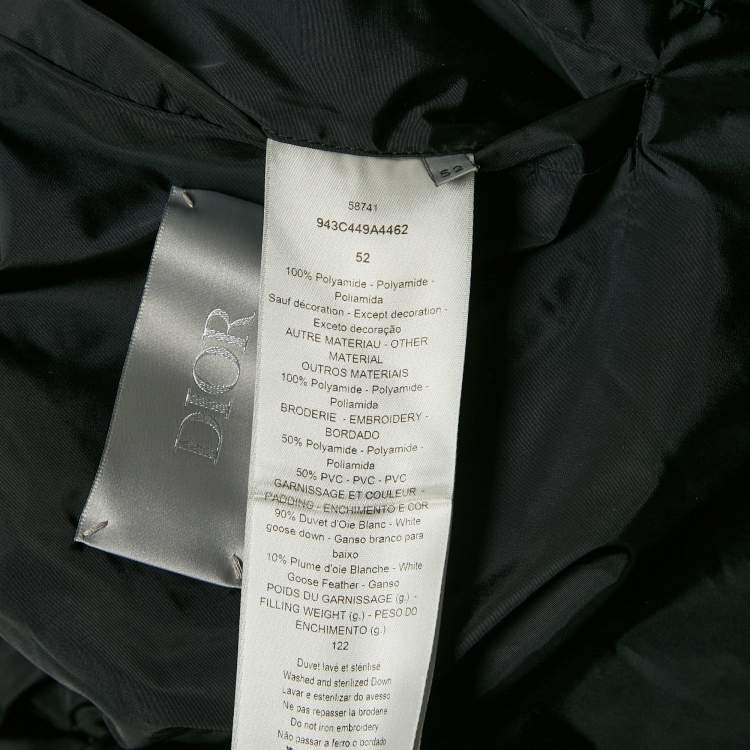 52
58741
943C449A4462
52
100% Polyamide - Polyamide -
Poliamida
Sauf décoration - Except decoration -
Exceto decoração
AUTRE MATERIAU - OTHER
MATERIAL
OUTROS MATERIAIS
100% Polyamide - Polyamide -
Poliamida
BRODERIE - EMBROIDERY -
BORDADO
50% Polyamide - Polyamide -
Poliamida
50% PVC - PVC - PVC
GARNISSAGE ET COULEUR -
PADDING - ENCHIMENTO E COR
90% Duvet d'Oie Blanc - White
goose down - Ganso branco para
baixo
10% Plume d'oie Blanche - White
Goose Feather - Ganso
POIDS DU GARNISSAGE (g.) -
FILLING WEIGHT (g.) - PESO DO
ENCHIMENTO (g.)
122
Duvet lavé et stérilisé
Washed and sterilized Down
Lavar e esterilizar do avesso
Ne pas repasser la broderie
Do not iron embroidery
Não passar a ferro o bordado
DIOR